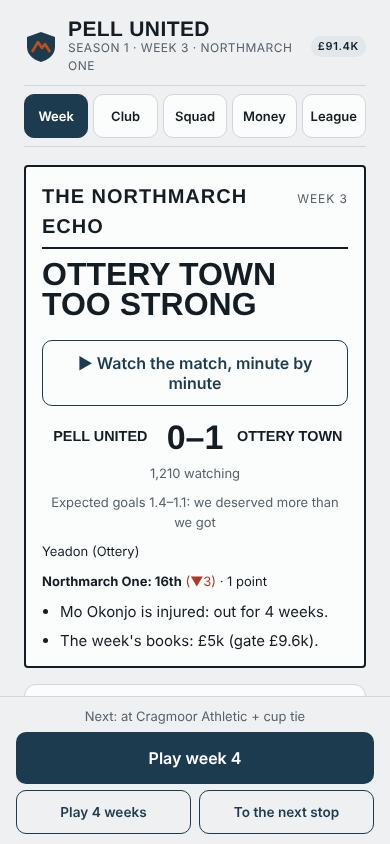 PELL UNITED
SEASON 1 · WEEK 3 · NORTHMARCH
ONE
£91.4K
Week
Club
Squad
Money
League
THE NORTHMARCH
ECHO
WEEK 3
OTTERY TOWN
TOO STRONG
▶ Watch the match, minute by
minute
PELL UNITED 0–1 OTTERY TOWN
1,210 watching
Expected goals 1.4–1.1: we deserved more than
we got
Yeadon (Ottery)
Northmarch One: 16th (▼3) · 1 point
• Mo Okonjo is injured: out for 4 weeks.
• The week's books: £5k (gate £9.6k).
Next: at Cragmoor Athletic + cup tie
Play week 4
Play 4 weeks
To the next stop